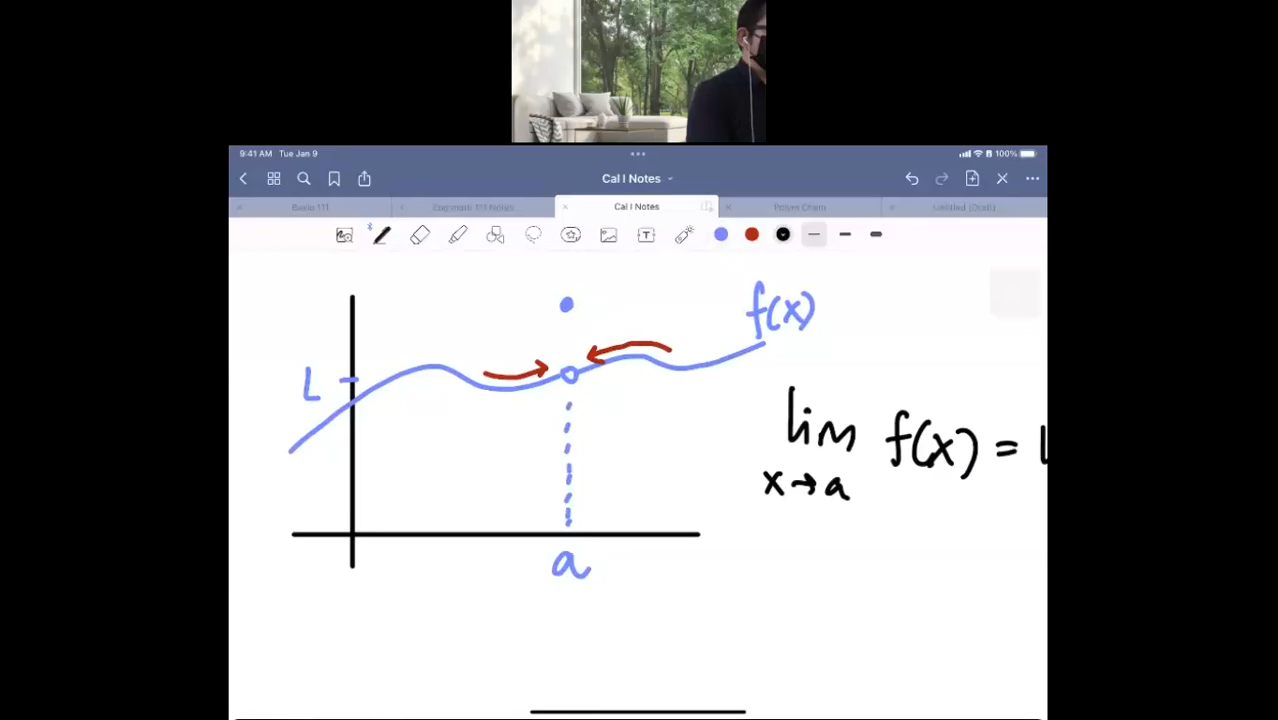 9:41 AM Tue Jan 9
100%
Cal I Notes
Cal I Notes
T
f(x)
L
lim f(x) =
x→a
a